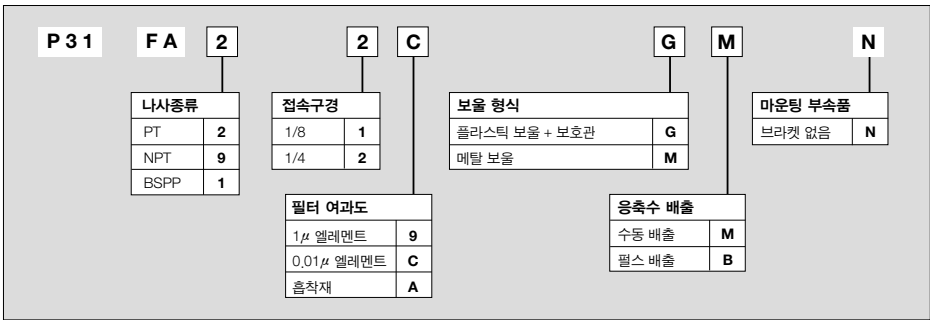 P31 FA 2 2 C G M N
나사종류
PT 2
NPT 9
BSPP 1
접속구경
1/8 1
1/4 2
보울 형식
플라스틱 보울 + 보호관 G
메탈 보울 M
마운팅 부속품
브라켓 없음 N
필터 여과도
1μ 엘레멘트 9
0.01μ 엘레멘트 C
흡착재 A
응축수 배출
수동 배출 M
펄스 배출 B